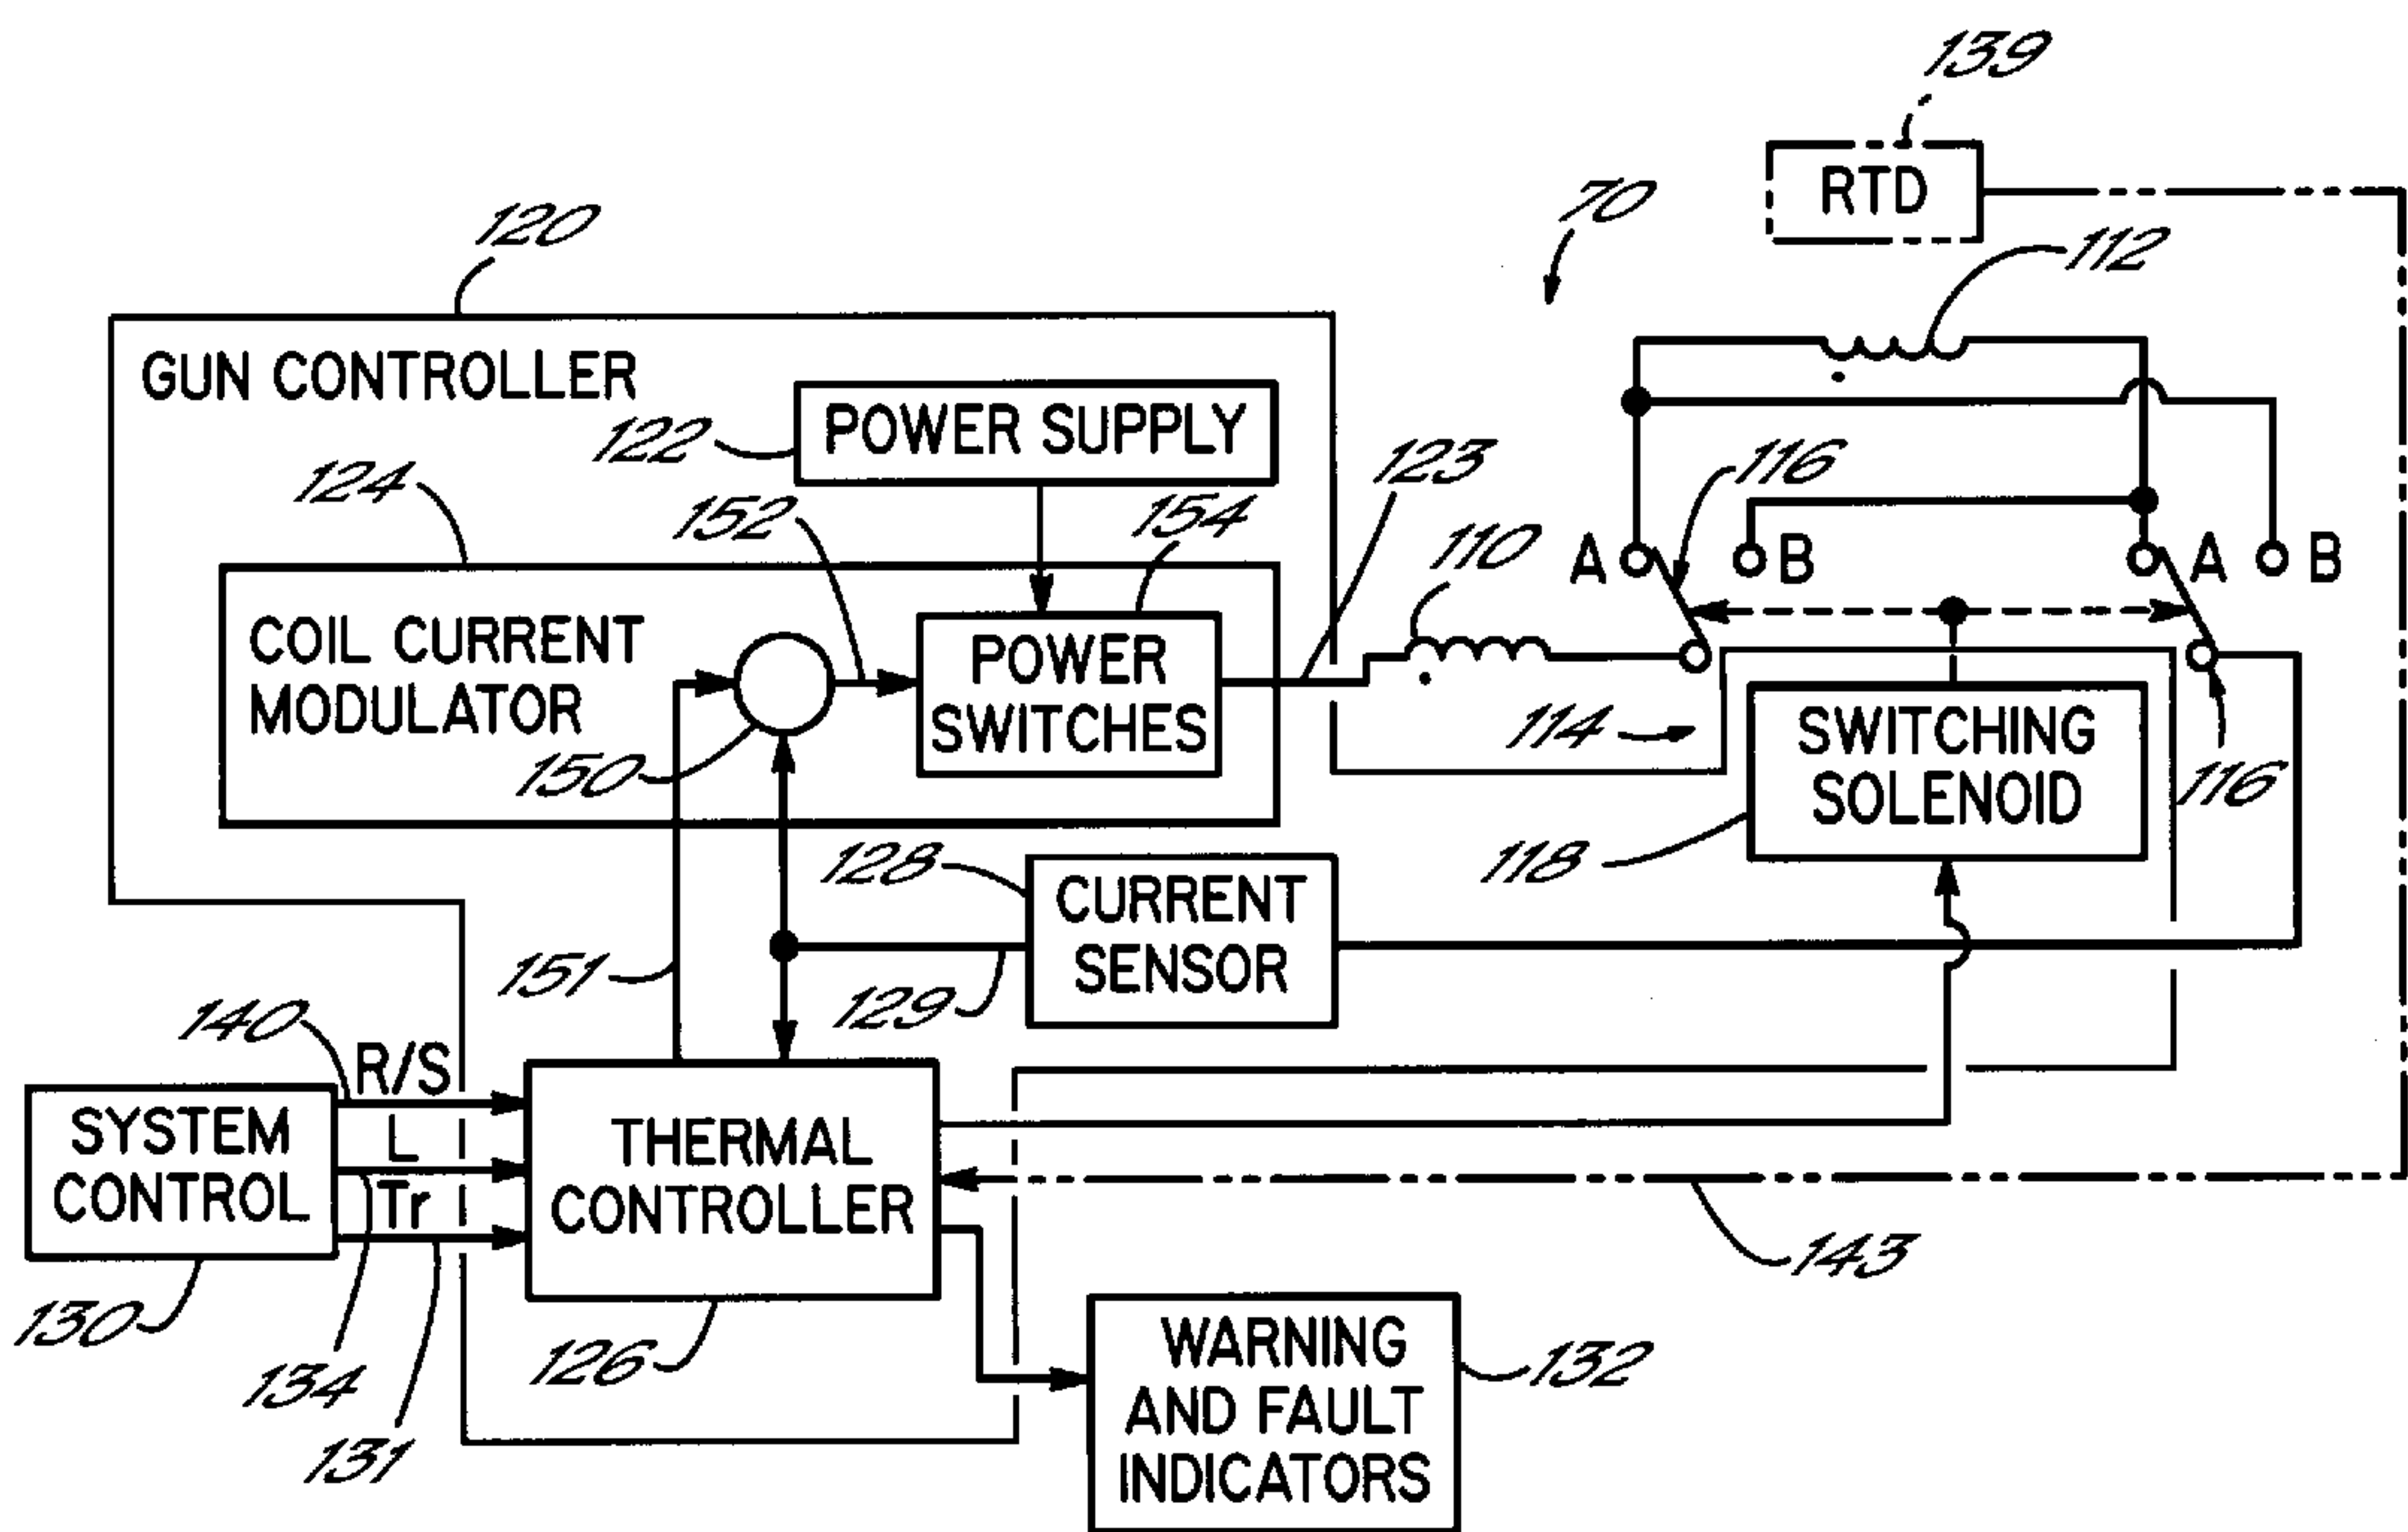 139
RTD
70
120
112
GUN CONTROLLER
POWER SUPPLY
122
123
116
124
152
154
110
A
B
A
B
COIL CURRENT
MODULATOR
POWER
SWITCHES
150
114
SWITCHING
SOLENOID
116
118
128
CURRENT
SENSOR
151
129
140
R/S
SYSTEM
CONTROL
L
Tr
THERMAL
CONTROLLER
143
130
134
131
126
WARNING
AND FAULT
INDICATORS
132